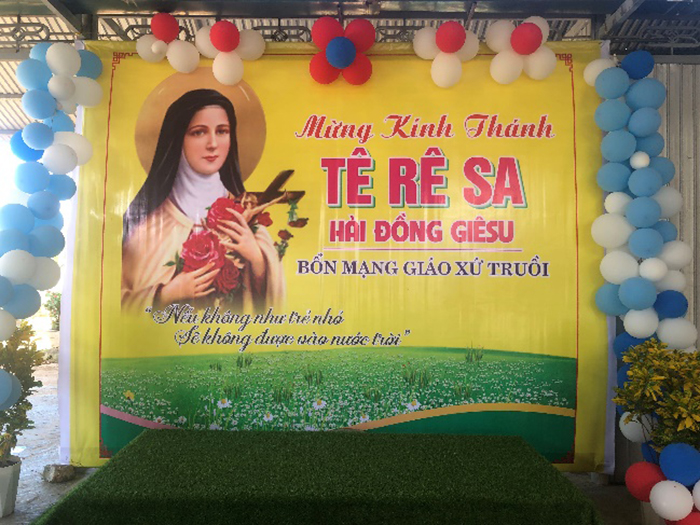 Mừng Kính Thánh
TÊ RÊ SA
HÀI ĐỒNG GIÊSU
BỔN MẠNG GIÁO XỨ TRUỒI
“Nếu không như trẻ nhỏ
Sẽ không được vào nước trời”